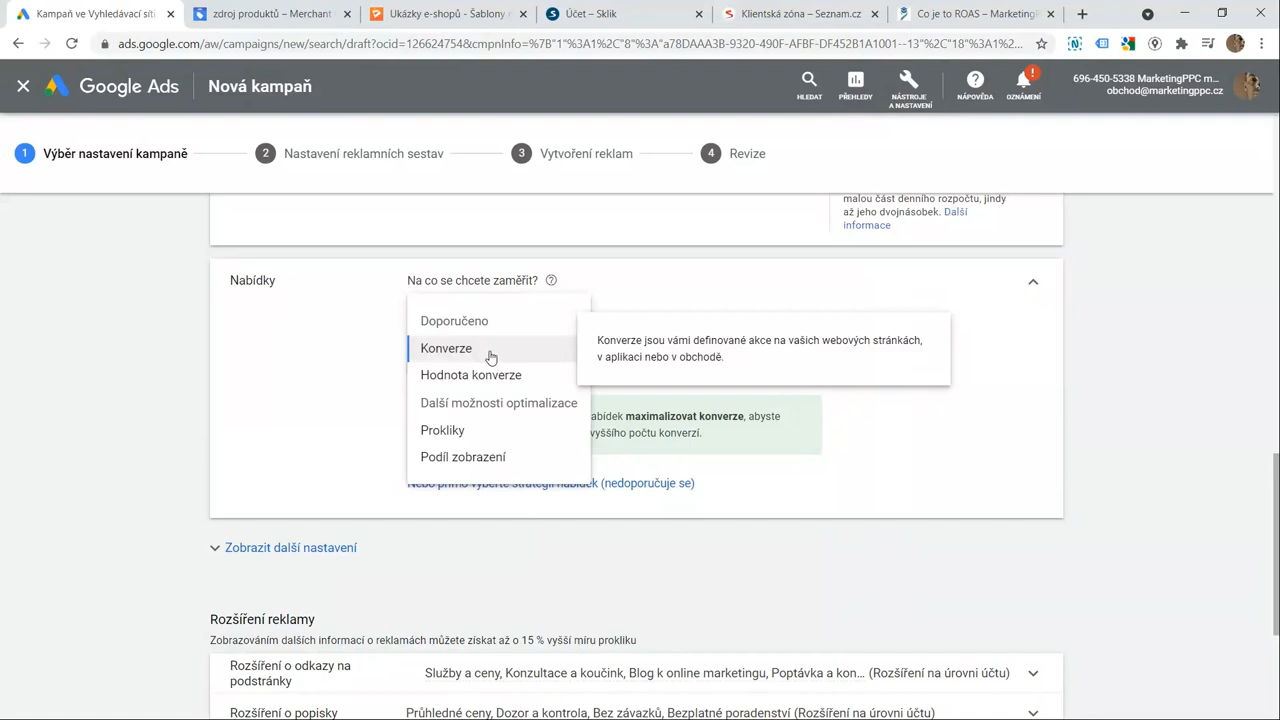 Kampaň ve Vyhledávací sítí
zdroj produktů – Merchant
Ukázky e-shopů - Šablony
Účet – Sklik
Klientská zóna – Seznam.cz
Co je to ROAS - MarketingP
ads.google.com/aw/campaigns/new/search/draft?ocid=126324754&cmpnInfo=%7B"1"%3A1%2C"8"%3A"a78DAAA3B-9320-490F-AFBF-DF452B1A1001--13"%2C"18"%3A1%2...
Google Ads
Nová kampaň
HLEDAT
PŘEHLEDY
NÁSTROJE
A NASTAVENÍ
NÁPOVĚDA
!
OZNÁMENÍ
696-450-5338 MarketingPPC m...
obchod@marketingppc.cz
1 Výběr nastavení kampaně
2 Nastavení reklamních sestav
3 Vytvoření reklam
4 Revize
malou část denního rozpočtu, jindy
až jeho dvojnásobek. Další
informace
Nabídky
Na co se chcete zaměřit? ?
Doporučeno
Konverze
Hodnota konverze
Další možnosti optimalizace
Prokliky
Podíl zobrazení
Konverze jsou vámi definované akce na vašich webových stránkách,
v aplikaci nebo v obchodě.
abídek maximalizovat konverze, abyste
vyššího počtu konverzí.
Nebo přímo vyberte strategii nabídek (nedoporučuje se)
Zobrazit další nastavení
Rozšíření reklamy
Zobrazováním dalších informací o reklamách můžete získat až o 15 % vyšší míru prokliku
Rozšíření o odkazy na
podstránky
Služby a ceny, Konzultace a koučink, Blog k online marketingu, Poptávka a kon... (Rozšíření na úrovni účtu)
Rozšíření o popisky
Průhledné ceny, Dozor a kontrola, Bez závazků, Bezplatné poradenství (Rozšíření na úrovni účtu)